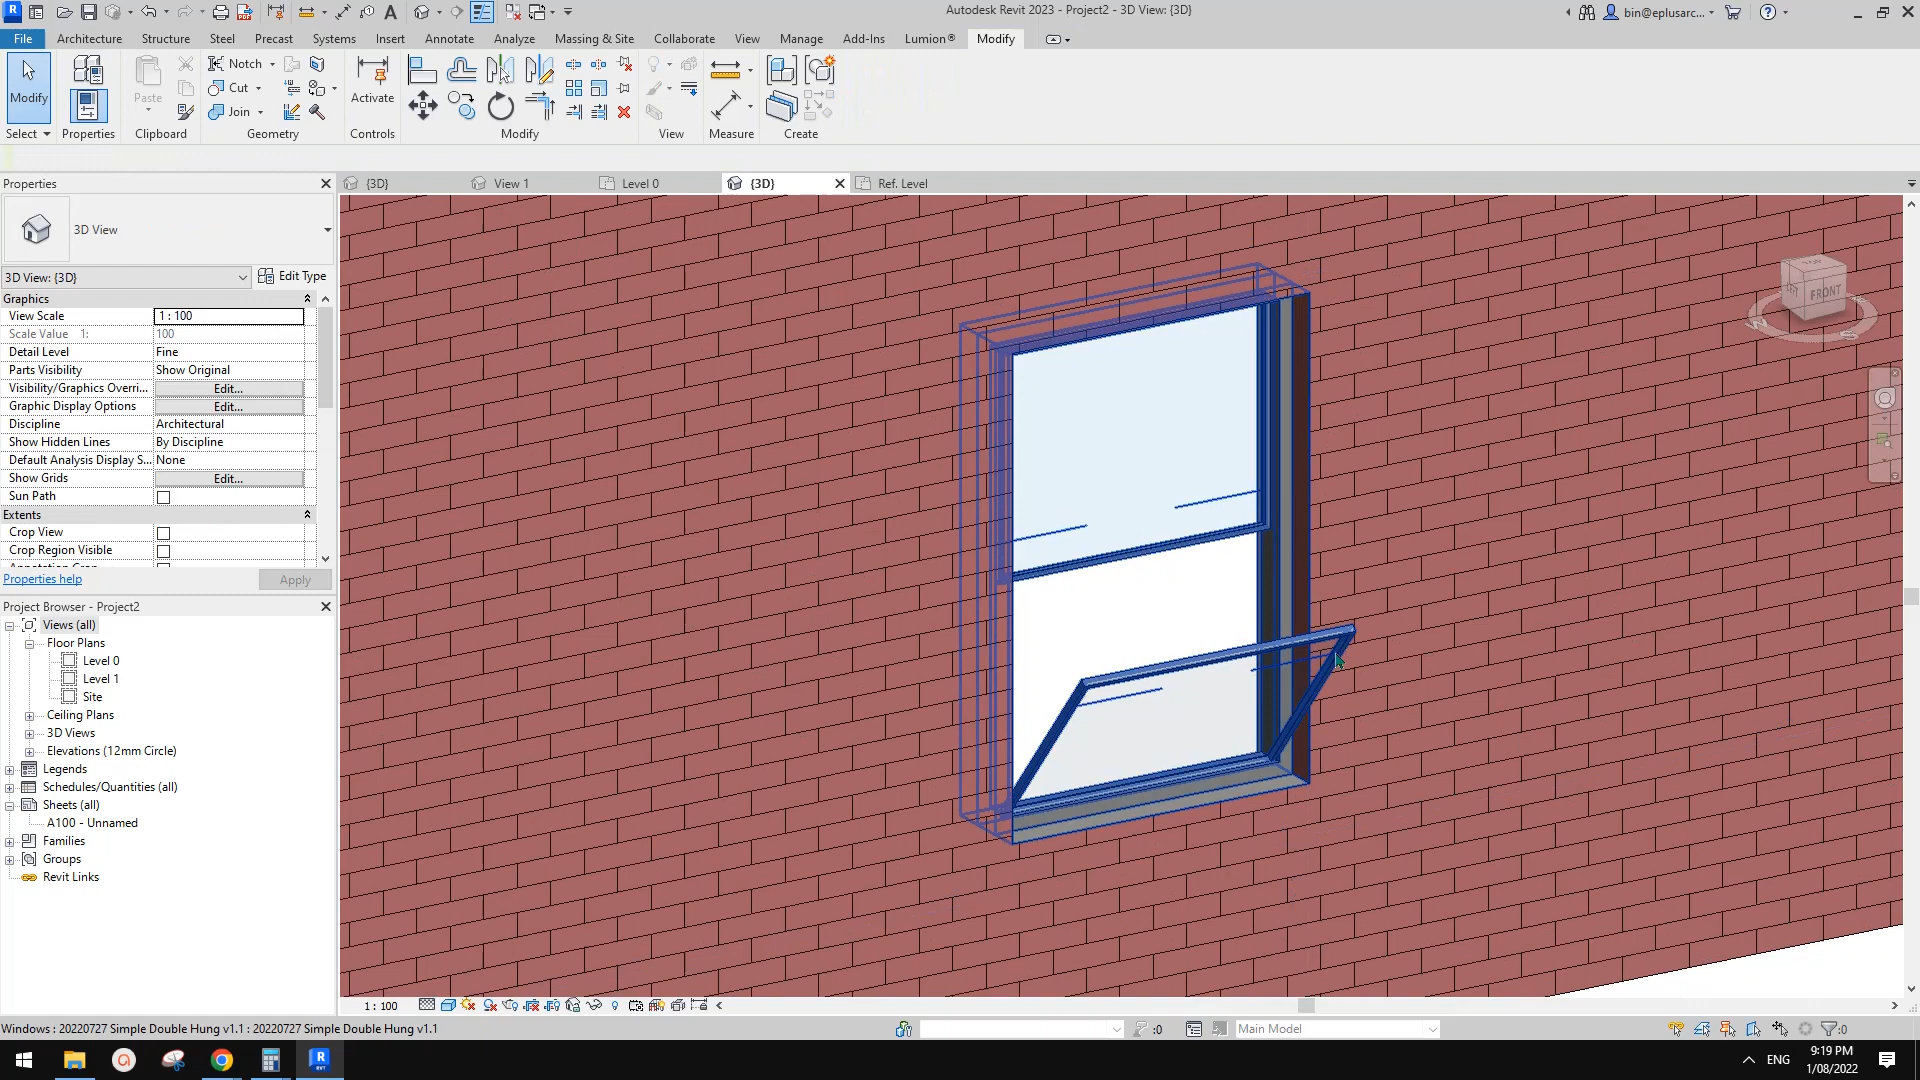 Autodesk Revit 2023 - Project2 - 3D View: {3D}
bin@eplusarc...
File Architecture Structure Steel Precast Systems Insert Annotate Analyze Massing & Site Collaborate View Manage Add-Ins Lumion® Modify
Modify
Paste
Notch
Cut
Join
Activate
Select Properties Clipboard Geometry Controls Modify View Measure Create
Properties
{3D} View 1 Level 0 {3D} Ref. Level
3D View
3D View: {3D} Edit Type
Graphics
View Scale 1 : 100
Scale Value 1: 100
Detail Level Fine
Parts Visibility Show Original
Visibility/Graphics Overri... Edit...
Graphic Display Options Edit...
Discipline Architectural
Show Hidden Lines By Discipline
Default Analysis Display S... None
Show Grids Edit...
Sun Path
Extents
Crop View
Crop Region Visible
Properties help Apply
Project Browser - Project2
Views (all)
Floor Plans
Level 0
Level 1
Site
Ceiling Plans
3D Views
Elevations (12mm Circle)
Legends
Schedules/Quantities (all)
Sheets (all)
A100 - Unnamed
Families
Groups
Revit Links
FRONT
1 : 100
Windows : 20220727 Simple Double Hung v1.1 : 20220727 Simple Double Hung v1.1
:0
Main Model
:0
ENG
9:19 PM
1/08/2022